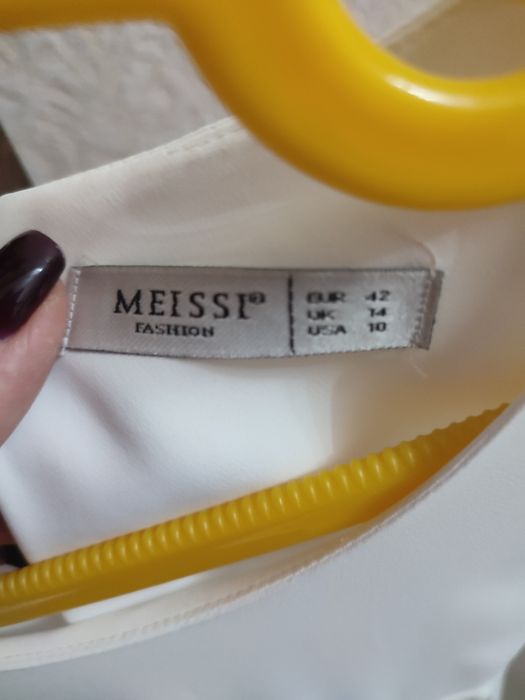 MEISSI®
FASHION
EUR 42
UK 14
USA 10